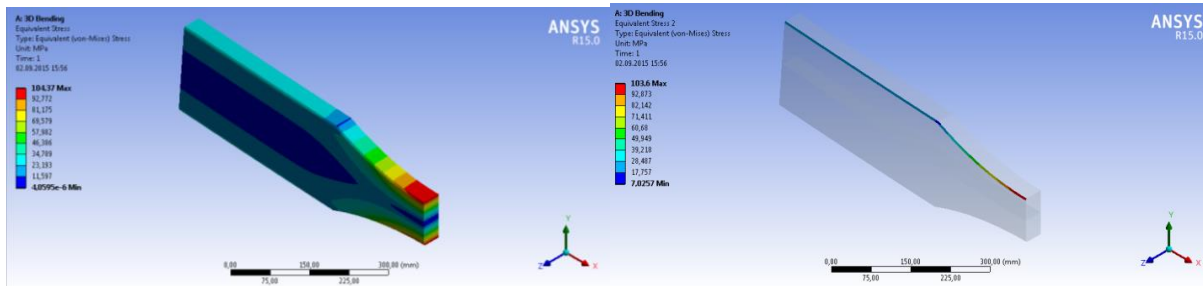 A: 3D Bending
Equivalent Stress
Type: Equivalent (von-Mises) Stress
Unit: MPa
Time: 1
02.09.2015 15:56
104,37 Max
92,772
81,175
69,579
57,982
46,386
34,789
23,193
11,597
4,0595e-6 Min
ANSYS
R15.0
0,00
150,00
300,00 (mm)
75,00
225,00
Y
Z
X
A: 3D Bending
Equivalent Stress 2
Type: Equivalent (von-Mises) Stress
Unit: MPa
Time: 1
02.09.2015 15:56
103,6 Max
92,873
82,142
71,411
60,68
49,949
39,218
28,487
17,757
7,0257 Min
ANSYS
R15.0
0,00
150,00
300,00 (mm)
75,00
225,00
Y
Z
X